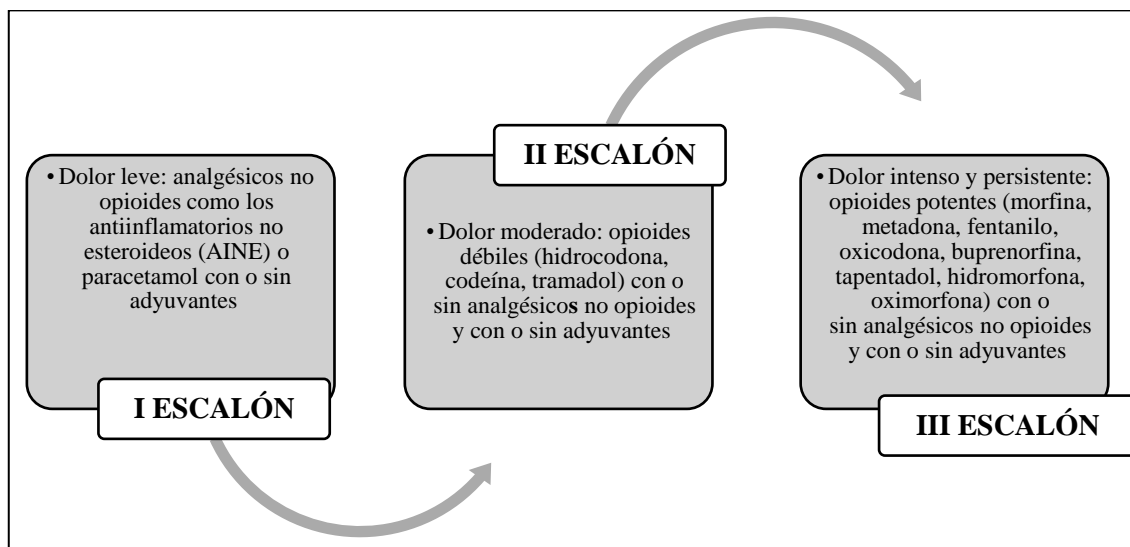 • Dolor leve: analgésicos no
opioides como los
antiinflamatorios no
esteroideos (AINE) o
paracetamol con o sin
adyuvantes
I ESCALÓN
II ESCALÓN
• Dolor moderado: opioides
débiles (hidrocodona,
codeína, tramadol) con o
sin analgésicos no opioides
y con o sin adyuvantes
• Dolor intenso y persistente:
opioides potentes (morfina,
metadona, fentanilo,
oxicodona, buprenorfina,
tapentadol, hidromorfona,
oximorfona) con o
sin analgésicos no opioides
y con o sin adyuvantes
III ESCALÓN